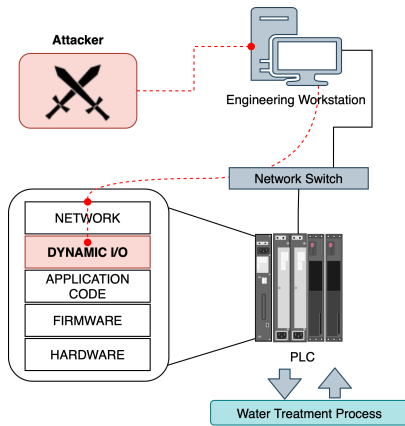 Attacker
Engineering Workstation
Network Switch
NETWORK
DYNAMIC I/O
APPLICATION
CODE
FIRMWARE
HARDWARE
PLC
Water Treatment Process